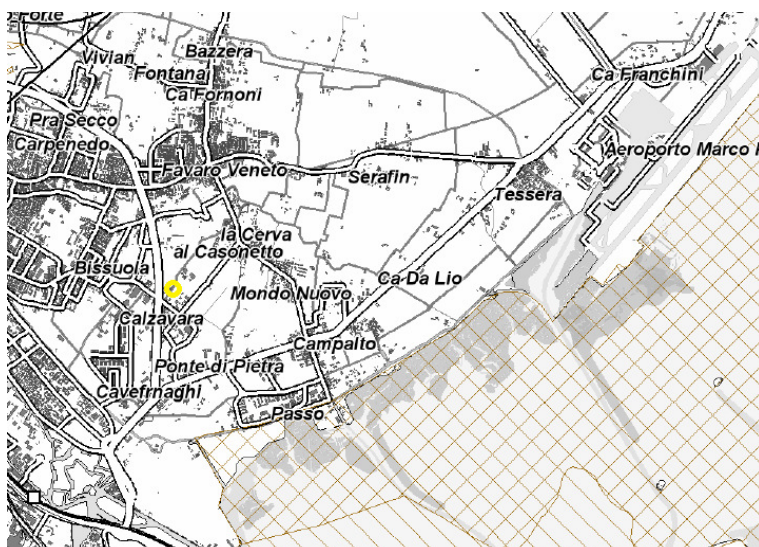 Forte
Vivian
Bazzera
Fontana
Ca Fornoni
Ca Franchini
Pra Secco
Carpenedo
Aeroporto Marco P
Favaro Veneto
Serafin
Tessera
la Cerva
al Casonetto
Bissuola
Ca Da Lio
Mondo Nuovo
Calzavara
Campalto
Ponte di Pietra
Cavefrnaghi
Passo